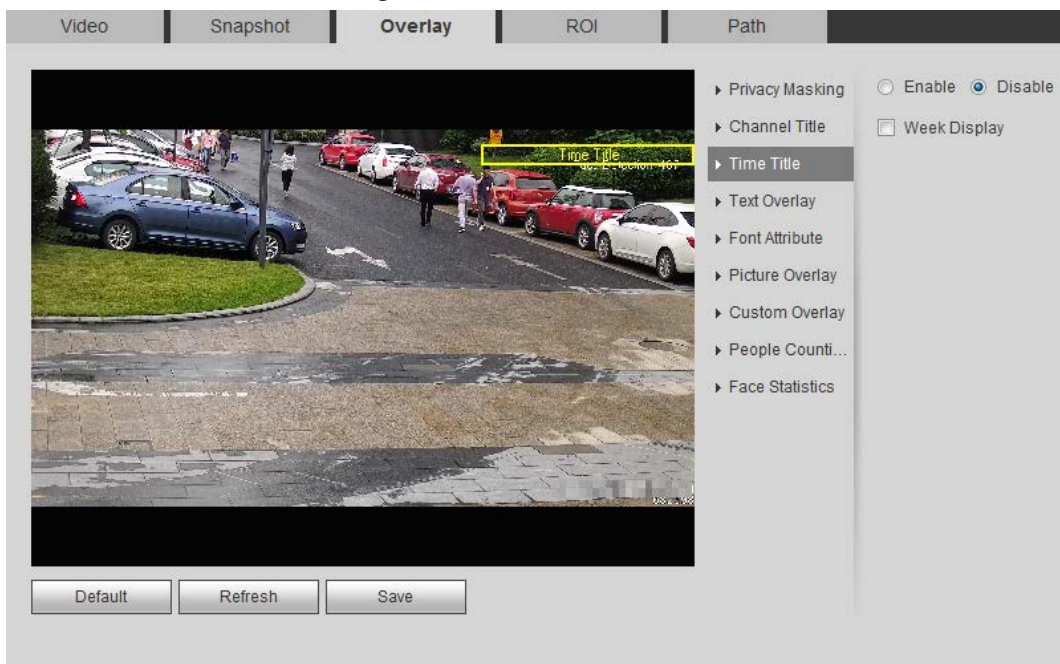 Video Snapshot Overlay ROI Path
Privacy Masking
Enable Disable
Channel Title
Week Display
Time Title
Time Title
Text Overlay
Font Attribute
Picture Overlay
Custom Overlay
People Counti...
Face Statistics
Default Refresh Save